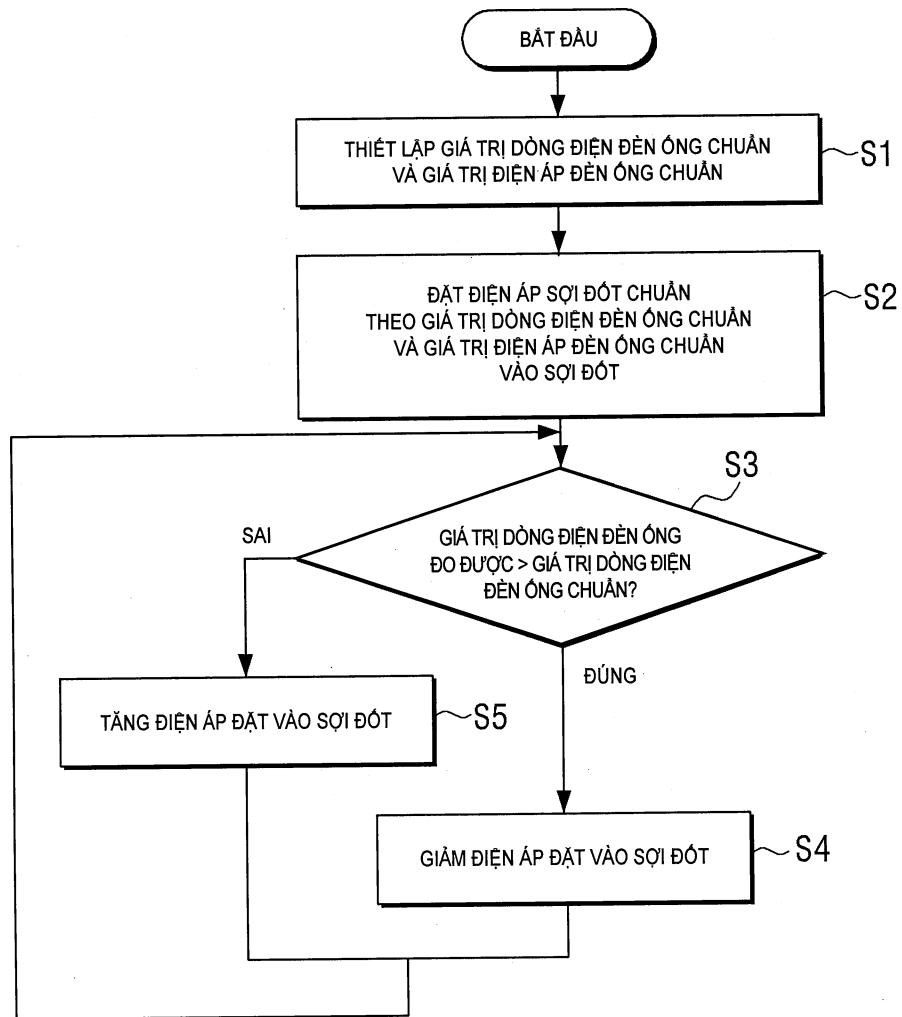 BẮT ĐẦU
THIẾT LẬP GIÁ TRỊ DÒNG ĐIỆN ĐÈN ỐNG CHUẨN
VÀ GIÁ TRỊ ĐIỆN ÁP ĐÈN ỐNG CHUẨN
S1
ĐẶT ĐIỆN ÁP SỢI ĐỐT CHUẨN
THEO GIÁ TRỊ DÒNG ĐIỆN ĐÈN ỐNG CHUẨN
VÀ GIÁ TRỊ ĐIỆN ÁP ĐÈN ỐNG CHUẨN
VÀO SỢI ĐỐT
S2
S3
GIÁ TRỊ DÒNG ĐIỆN ĐÈN ỐNG
ĐO ĐƯỢC > GIÁ TRỊ DÒNG ĐIỆN
ĐÈN ỐNG CHUẨN?
SAI
ĐÚNG
TĂNG ĐIỆN ÁP ĐẶT VÀO SỢI ĐỐT
S5
GIẢM ĐIỆN ÁP ĐẶT VÀO SỢI ĐỐT
S4